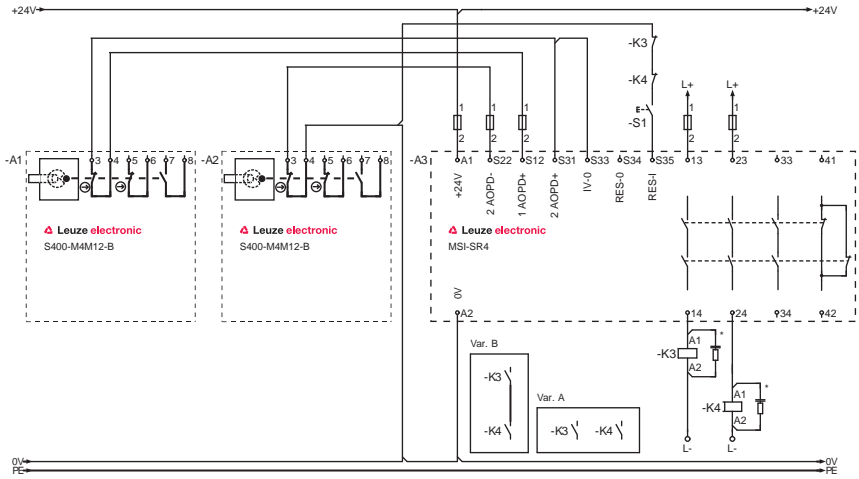 +24V
+24V
-K3
-K4
-S1
L+
L+
1
2
1
2
1
2
1
2
1
2
-A1
3
4
5
6
7
8
-A2
3
4
5
6
7
8
-A3
A1
S22
S12
S31
S33
S34
S35
13
23
33
41
+24V
2 AOPD-
1 AOPD+
2 AOPD+
IV-0
RES-0
RES-I
Leuze electronic
S400-M4M12-B
Leuze electronic
S400-M4M12-B
Leuze electronic
MSI-SR4
0V
A2
14
24
34
42
Var. B
-K3
-K4
Var. A
-K3
-K4
-K3
A1
A2
*
-K4
A1
A2
*
L-
L-
0V
0V
PE
PE